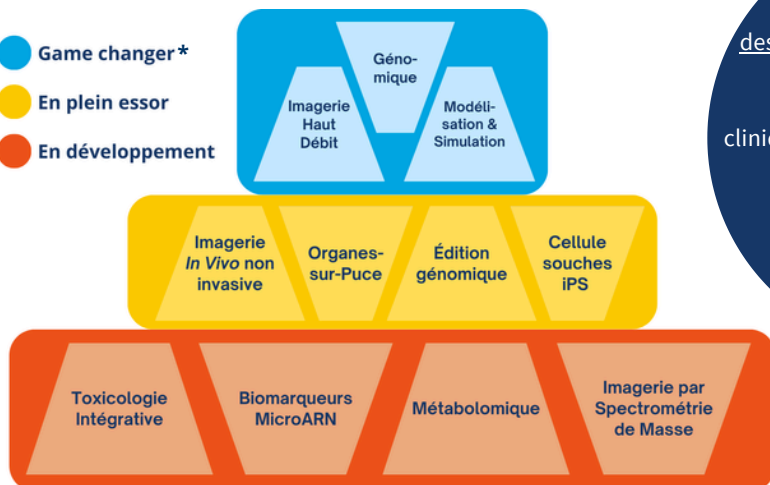 Game changer*
En plein essor
En développement
Géno-
mique
Imagerie
Haut
Débit
Modéli-
sation &
Simulation
Imagerie
In Vivo non
invasive
Organes-
sur-Puce
Édition
génomique
Cellule
souches
iPS
Toxicologie
Intégrative
Biomarqueurs
MicroARN
Métabolomique
Imagerie par
Spectrométrie
de Masse
des